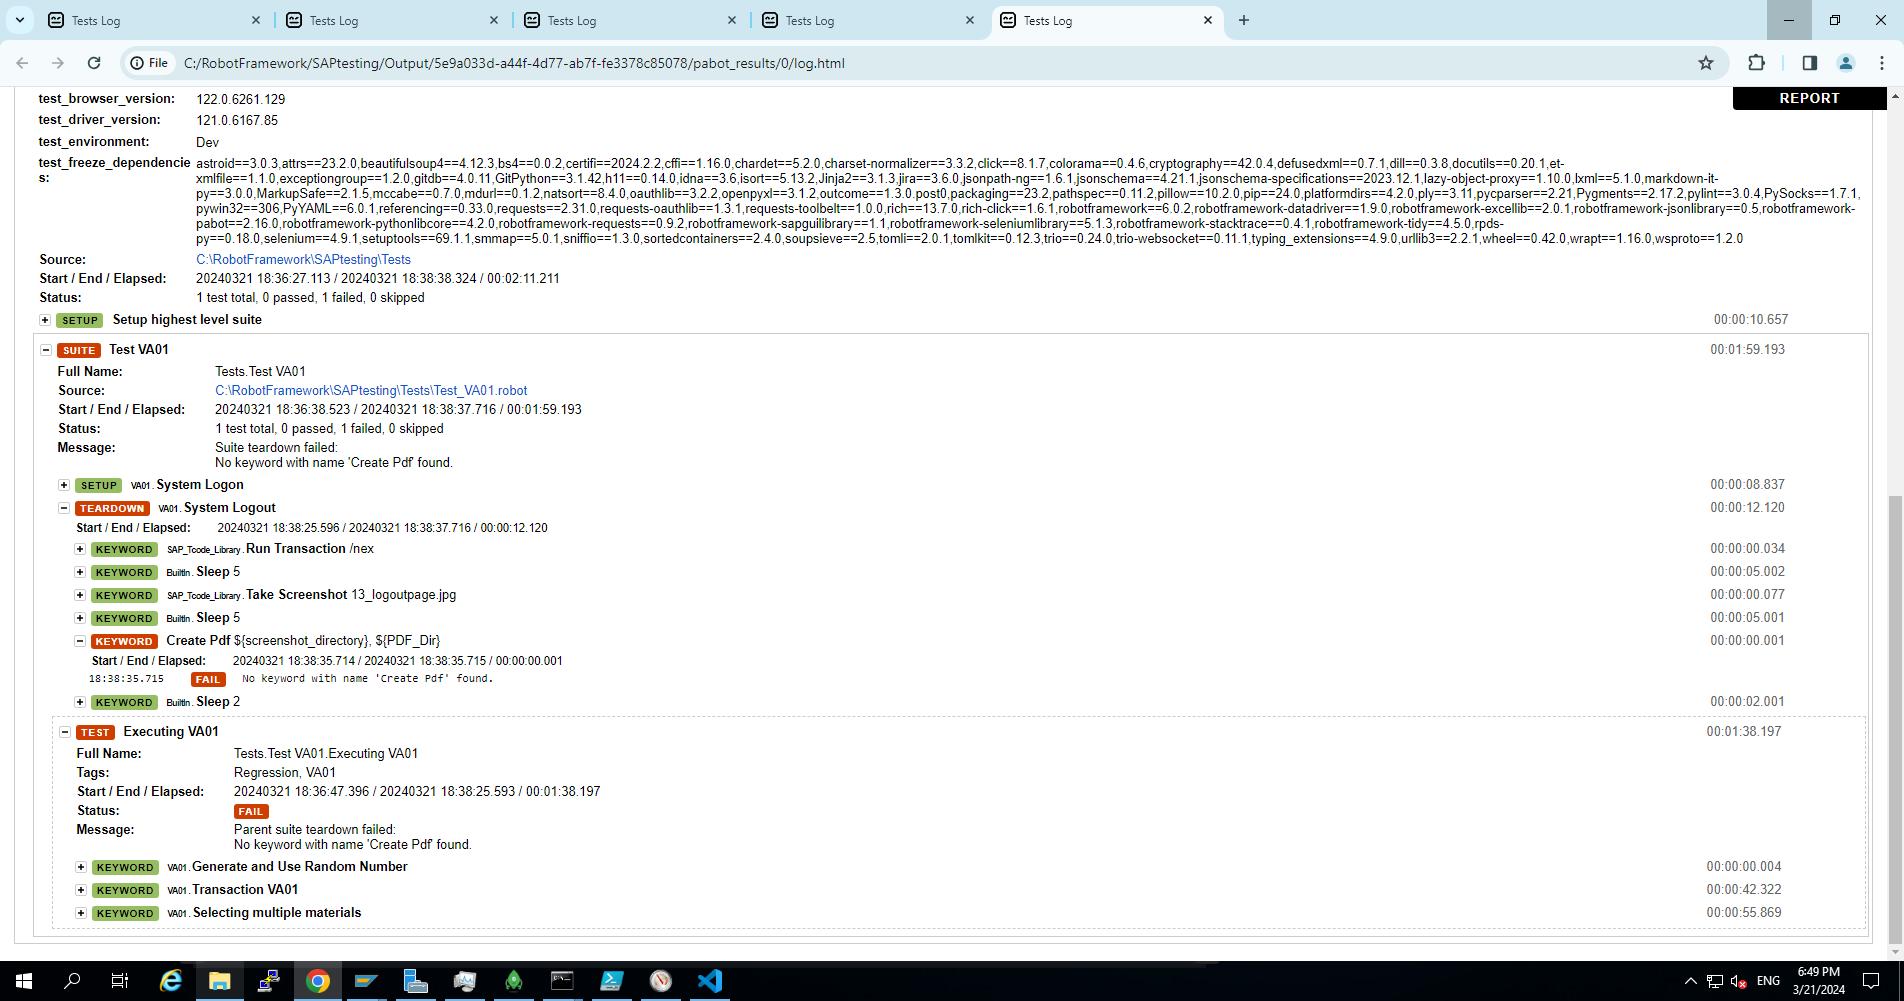 Tests Log
Tests Log
Tests Log
Tests Log
Tests Log
File
C:/RobotFramework/SAPtesting/Output/5e9a033d-a44f-4d77-ab7f-fe3378c85078/pabot_results/0/log.html
REPORT
test_browser_version: 122.0.6261.129
test_driver_version: 121.0.6167.85
test_environment: Dev
test_freeze_dependencie astroid==3.0.3,attrs==23.2.0,beautifulsoup4==4.12.3,bs4==0.0.2,certifi==2024.2.2,cffi==1.16.0,chardet==5.2.0,charset-normalizer==3.3.2,click==8.1.7,colorama==0.4.6,cryptography==42.0.4,defusedxml==0.7.1,dill==0.3.8,docutils==0.20.1,et-
s: xmlfile==1.1.0,exceptiongroup==1.2.0,gitdb==4.0.11,GitPython==3.1.42,h11==0.14.0,idna==3.6,isort==5.13.2,Jinja2==3.1.3,jira==3.6.0,jsonpath-ng==1.6.1,jsonschema==4.21.1,jsonschema-specifications==2023.12.1,lazy-object-proxy==1.10.0,lxml==5.1.0,markdown-it-
py==3.0.0,MarkupSafe==2.1.5,mccabe==0.7.0,mdurl==0.1.2,natsort==8.4.0,oauthlib==3.2.2,openpyxl==3.1.2,outcome==1.3.0.post0,packaging==23.2,pathspec==0.11.2,pillow==10.2.0,pip==24.0,platformdirs==4.2.0,ply==3.11,pycparser==2.21,Pygments==2.17.2,pylint==3.0.4,PySocks==1.7.1,
pywin32==306,PyYAML==6.0.1,referencing==0.33.0,requests==2.31.0,requests-oauthlib==1.3.1,requests-toolbelt==1.0.0,rich==13.7.0,rich-click==1.6.1,robotframework==6.0.2,robotframework-datadriver==1.9.0,robotframework-excellib==2.0.1,robotframework-jsonlibrary==0.5,robotframework-
pabot==2.16.0,robotframework-pythonlibcore==4.2.0,robotframework-requests==0.9.2,robotframework-sapguilibrary==1.1,robotframework-seleniumlibrary==5.1.3,robotframework-stacktrace==0.4.1,robotframework-tidy==4.5.0,rpds-
py==0.18.0,selenium==4.9.1,setuptools==69.1.1,smmap==5.0.1,sniffio==1.3.0,sortedcontainers==2.4.0,soupsieve==2.5,tomli==2.0.1,tomlkit==0.12.3,trio==0.24.0,trio-websocket==0.11.1,typing_extensions==4.9.0,urllib3==2.2.1,wheel==0.42.0,wrapt==1.16.0,wsproto==1.2.0
Source: C:\RobotFramework\SAPtesting\Tests
Start / End / Elapsed: 20240321 18:36:27.113 / 20240321 18:38:38.324 / 00:02:11.211
Status: 1 test total, 0 passed, 1 failed, 0 skipped
+ SETUP Setup highest level suite 00:00:10.657
− SUITE Test VA01 00:01:59.193
Full Name: Tests.Test VA01
Source: C:\RobotFramework\SAPtesting\Tests\Test_VA01.robot
Start / End / Elapsed: 20240321 18:36:38.523 / 20240321 18:38:37.716 / 00:01:59.193
Status: 1 test total, 0 passed, 1 failed, 0 skipped
Message: Suite teardown failed:
No keyword with name 'Create Pdf' found.
+ SETUP VA01. System Logon 00:00:08.837
− TEARDOWN VA01. System Logout 00:00:12.120
Start / End / Elapsed: 20240321 18:38:25.596 / 20240321 18:38:37.716 / 00:00:12.120
+ KEYWORD SAP_Tcode_Library. Run Transaction /nex 00:00:00.034
+ KEYWORD BuiltIn. Sleep 5 00:00:05.002
+ KEYWORD SAP_Tcode_Library. Take Screenshot 13_logoutpage.jpg 00:00:00.077
+ KEYWORD BuiltIn. Sleep 5 00:00:05.001
− KEYWORD Create Pdf ${screenshot_directory}, ${PDF_Dir} 00:00:00.001
Start / End / Elapsed: 20240321 18:38:35.714 / 20240321 18:38:35.715 / 00:00:00.001
18:38:35.715 FAIL No keyword with name 'Create Pdf' found.
+ KEYWORD BuiltIn. Sleep 2 00:00:02.001
− TEST Executing VA01 00:01:38.197
Full Name: Tests.Test VA01.Executing VA01
Tags: Regression, VA01
Start / End / Elapsed: 20240321 18:36:47.396 / 20240321 18:38:25.593 / 00:01:38.197
Status: FAIL
Message: Parent suite teardown failed:
No keyword with name 'Create Pdf' found.
+ KEYWORD VA01. Generate and Use Random Number 00:00:00.004
+ KEYWORD VA01. Transaction VA01 00:00:42.322
+ KEYWORD VA01. Selecting multiple materials 00:00:55.869
ENG
6:49 PM
3/21/2024